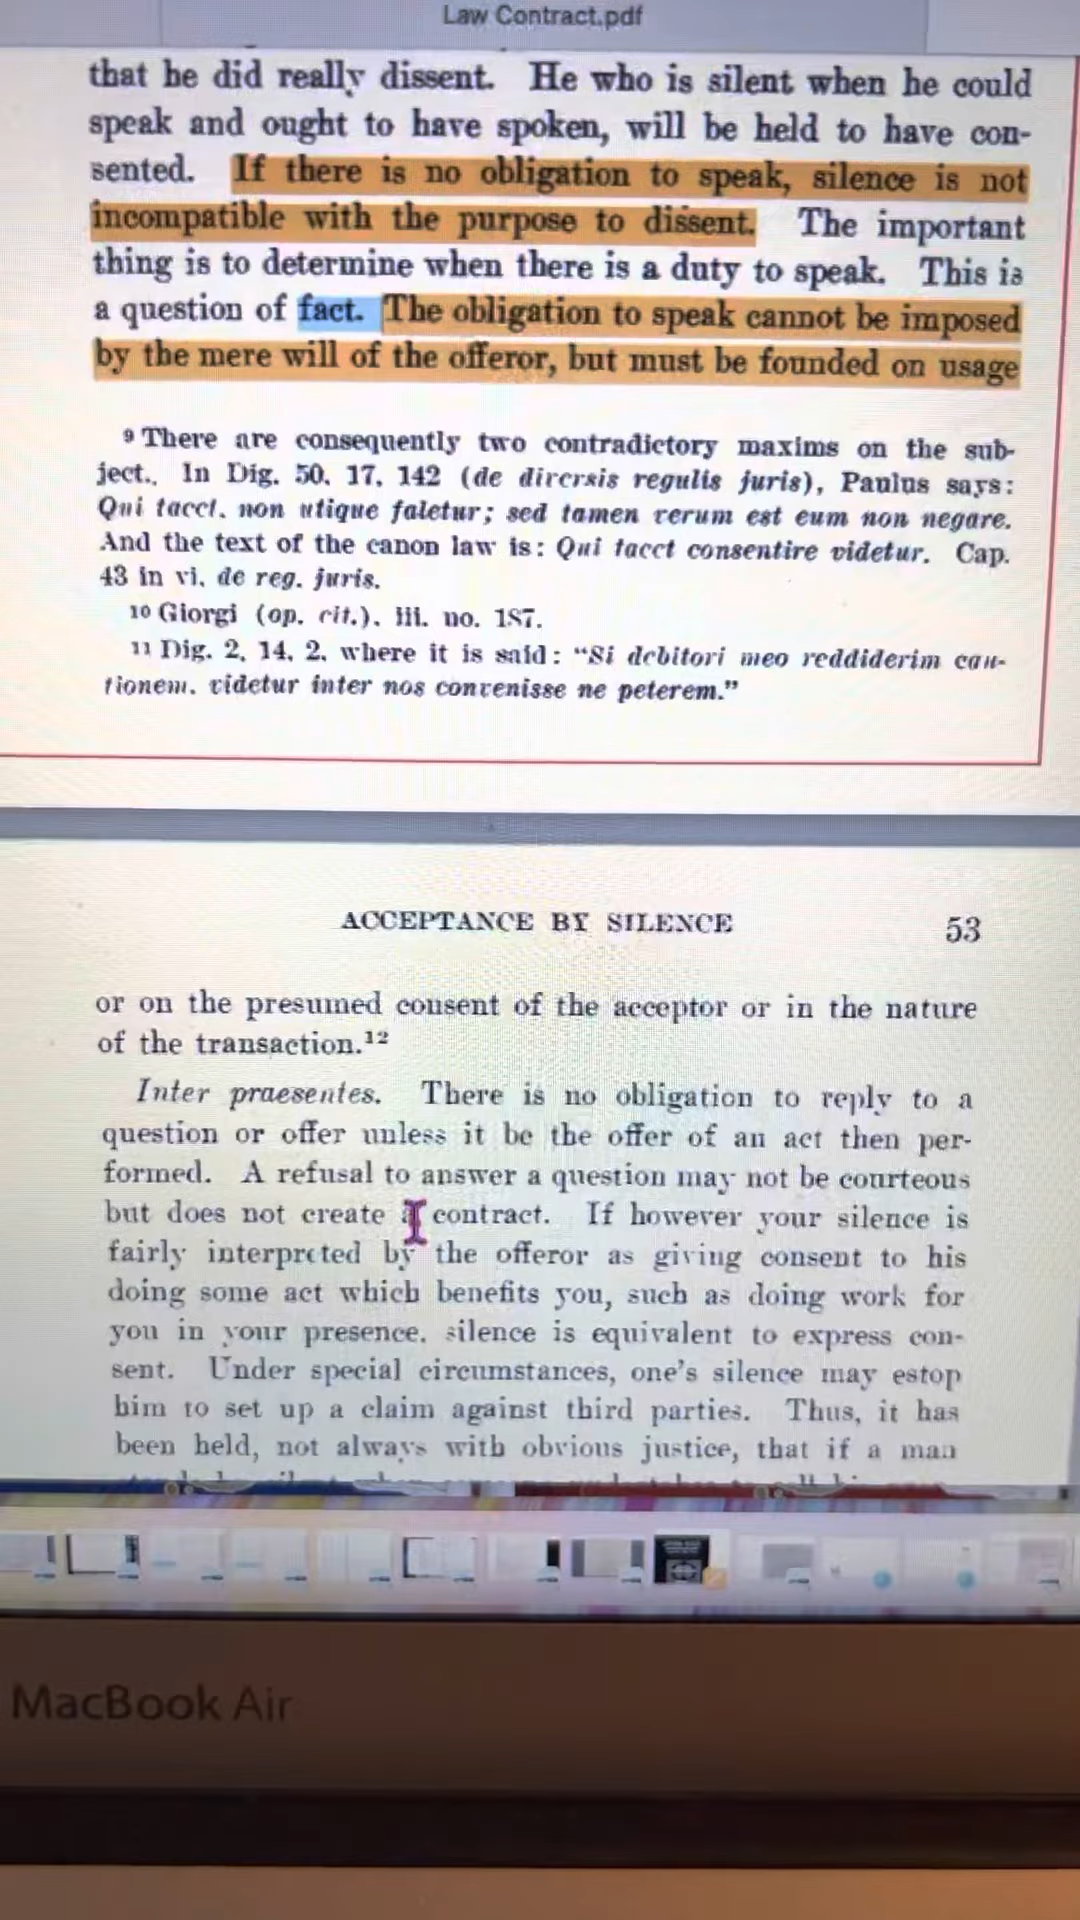 Law Contract.pdf
that he did really dissent. He who is silent when he could
speak and ought to have spoken, will be held to have con-
sented. If there is no obligation to speak, silence is not
incompatible with the purpose to dissent. The important
thing is to determine when there is a duty to speak. This is
a question of fact. The obligation to speak cannot be imposed
by the mere will of the offeror, but must be founded on usage
9 There are consequently two contradictory maxims on the sub-
ject. In Dig. 50, 17, 142 (de diversis regulis juris), Paulus says:
Qui tacet, non utique fatetur; sed tamen verum est eum non negare.
And the text of the canon law is: Qui tacet consentire videtur. Cap.
43 in vi. de reg. juris.
10 Giorgi (op. cit.), iii. no. 187.
11 Dig. 2, 14, 2, where it is said: "Si debitori meo reddiderim cau-
tionem, videtur inter nos convenisse ne peterem."
ACCEPTANCE BY SILENCE 53
or on the presumed consent of the acceptor or in the nature
of the transaction.12
Inter praesentes. There is no obligation to reply to a
question or offer unless it be the offer of an act then per-
formed. A refusal to answer a question may not be courteous
but does not create a contract. If however your silence is
fairly interpreted by the offeror as giving consent to his
doing some act which benefits you, such as doing work for
you in your presence, silence is equivalent to express con-
sent. Under special circumstances, one's silence may estop
him to set up a claim against third parties. Thus, it has
been held, not always with obvious justice, that if a man
MacBook Air